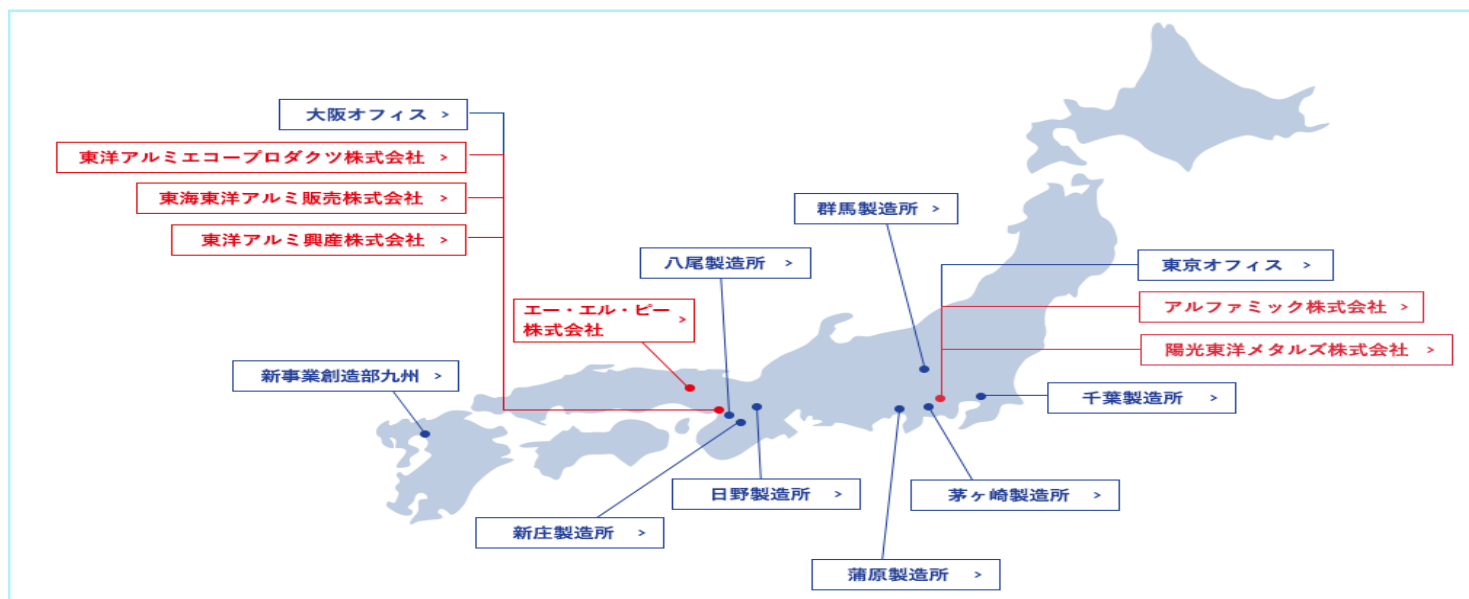 大阪オフィス >
東洋アルミエコープロダクツ株式会社 >
東海東洋アルミ販売株式会社 >
東洋アルミ興産株式会社 >
群馬製造所 >
八尾製造所 >
東京オフィス >
エー・エル・ピー
株式会社 >
アルファミック株式会社 >
陽光東洋メタルズ株式会社 >
新事業創造部九州 >
千葉製造所 >
日野製造所 >
茅ヶ崎製造所 >
新庄製造所 >
蒲原製造所 >